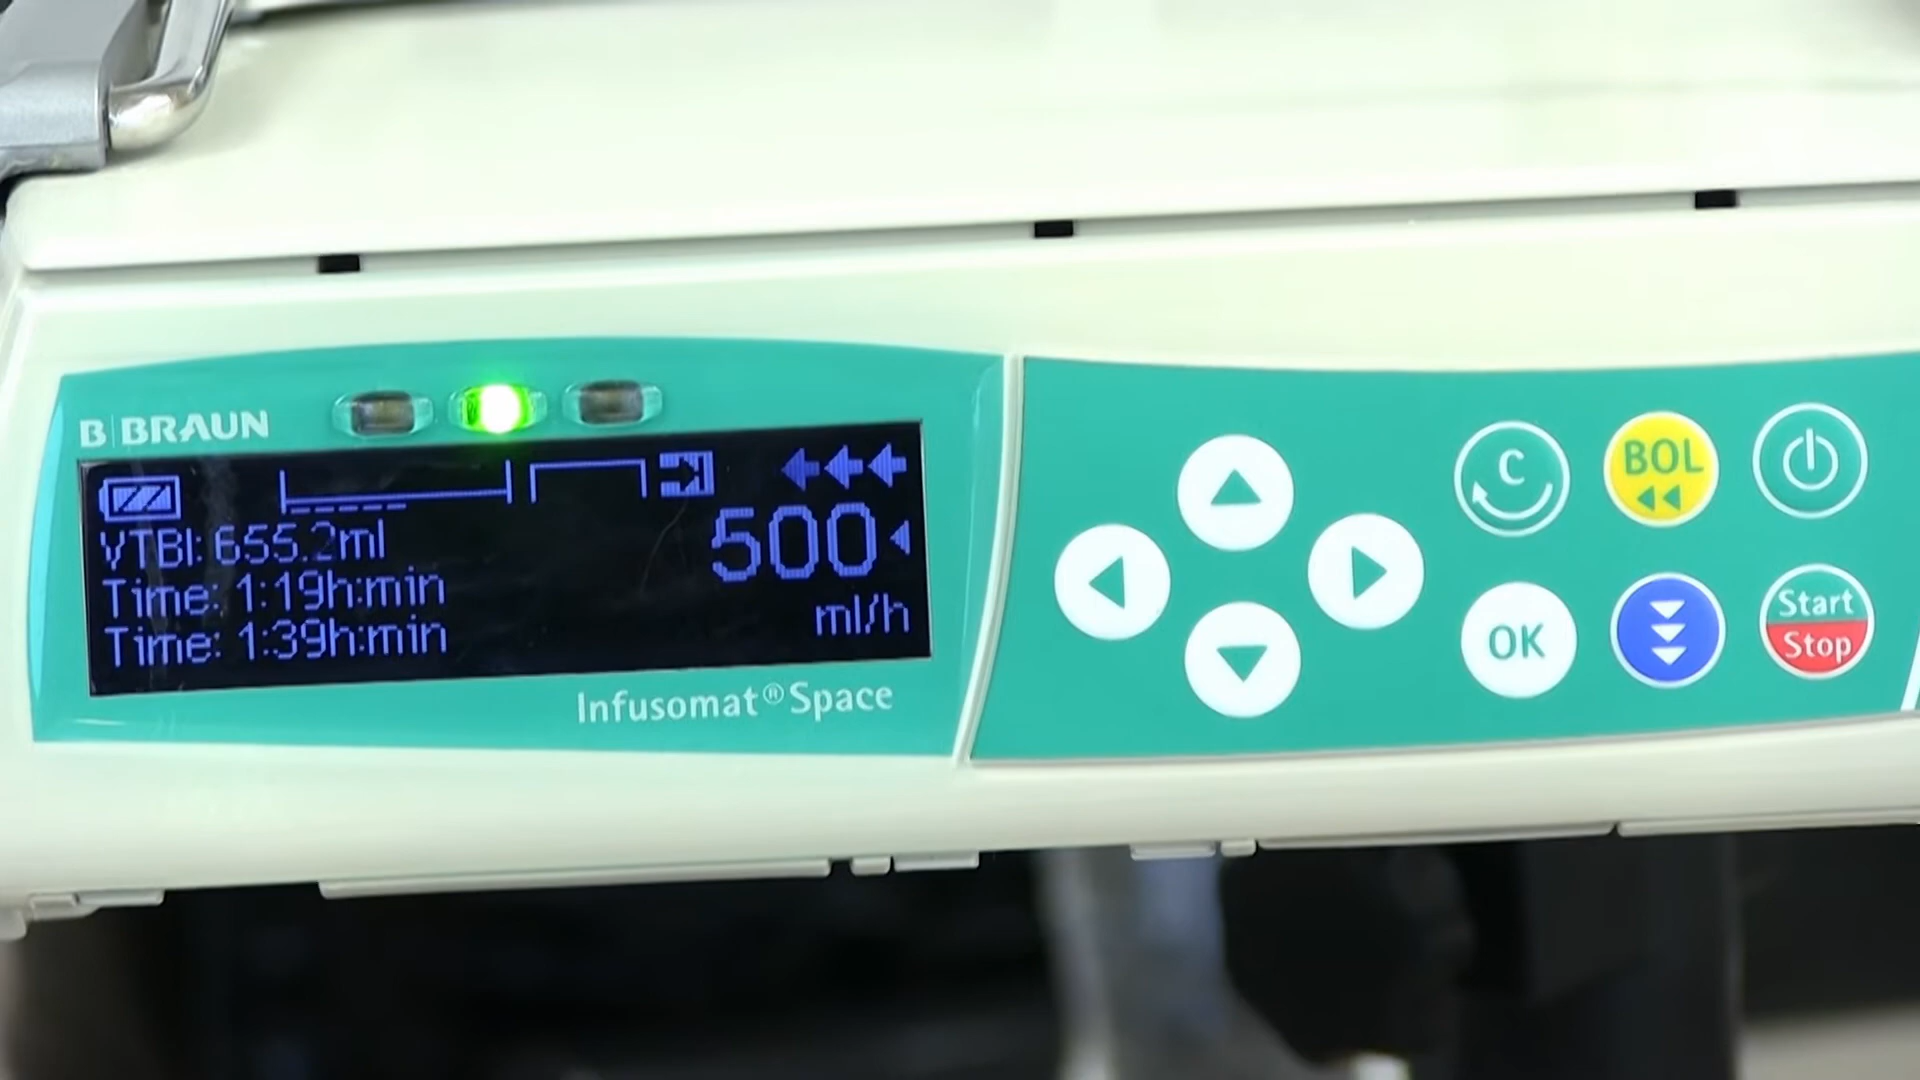 B|BRAUN
VTBI: 655.2ml
Time: 1:19h:min
Time: 1:39h:min
500
ml/h
Infusomat® Space
C
BOL
OK
Start
Stop